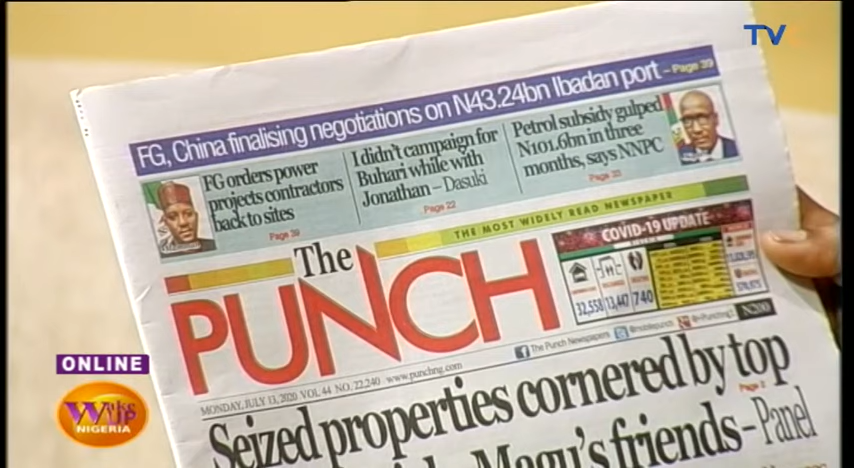 TVC
FG, China finalising negotiations on N43.24bn Ibadan port – Page 39
FG orders power
projects contractors
back to sites
Page 39
I didn't campaign for
Buhari while with
Jonathan – Dasuki
Page 22
Petrol subsidy gulped
N101.6bn in three
months, says NNPC
Page 23
THE MOST WIDELY READ NEWSPAPER
The
PUNCH
COVID-19 UPDATE
32,558
13,447
740
MONDAY, JULY 13, 2020 VOL. 44 NO. 22,240 www.punchng.com
The Punch Newspapers
@mobilepunch
N200
Seized properties cornered by top
Page 2
Magu's friends – Panel
ONLINE
Wake
UP
NIGERIA